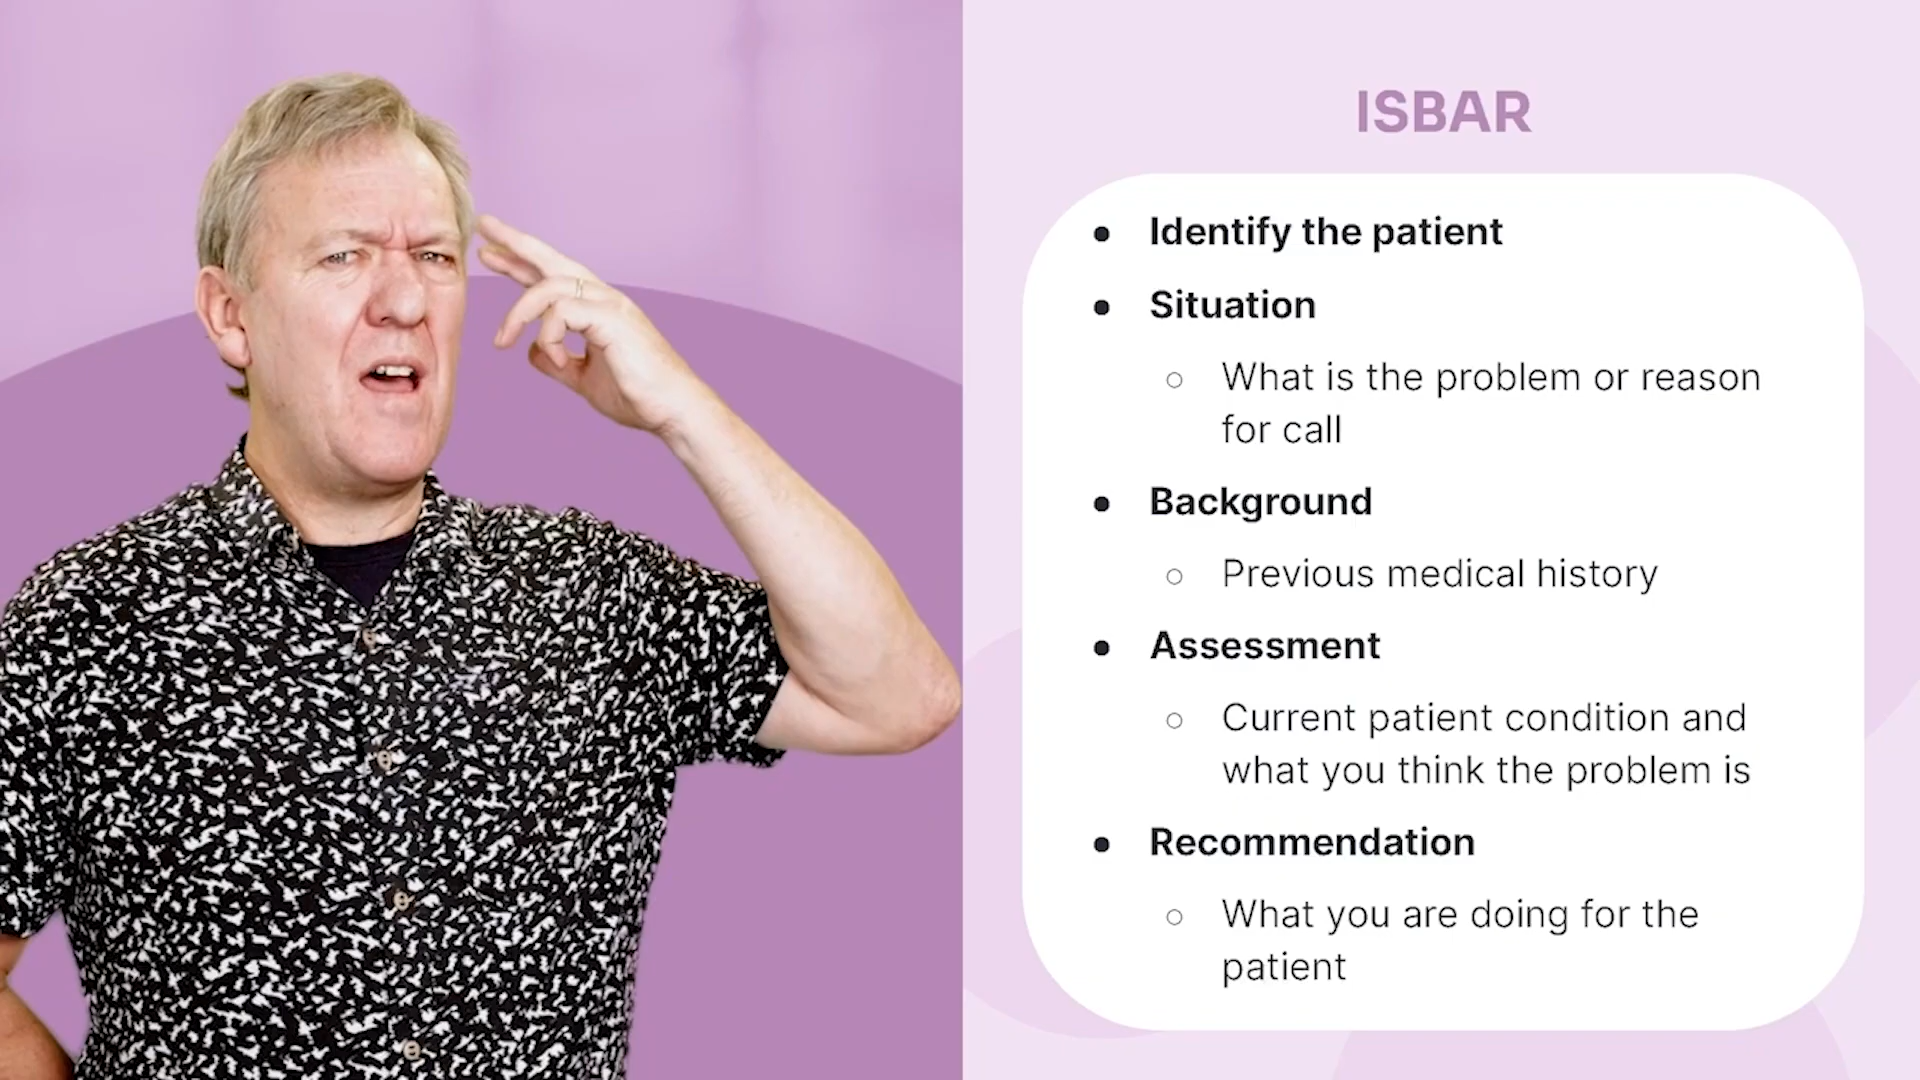 ISBAR
● Identify the patient
● Situation
○ What is the problem or reason
for call
● Background
○ Previous medical history
● Assessment
○ Current patient condition and
what you think the problem is
● Recommendation
○ What you are doing for the
patient